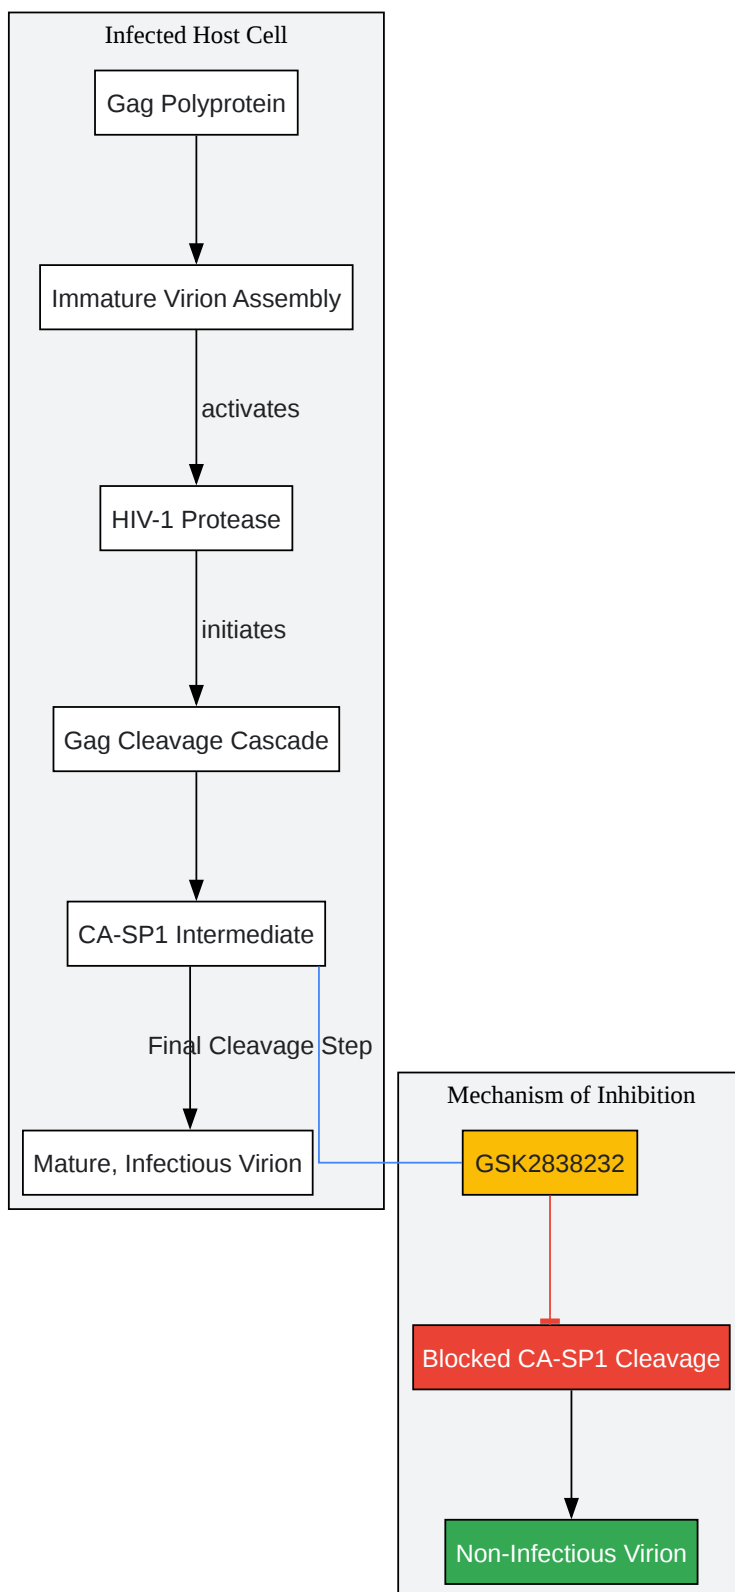 Infected Host Cell
Gag Polyprotein
Immature Virion Assembly
activates
HIV-1 Protease
initiates
Gag Cleavage Cascade
CA-SP1 Intermediate
Final Cleavage Step
Mature, Infectious Virion
Mechanism of Inhibition
GSK2838232
Blocked CA-SP1 Cleavage
Non-Infectious Virion